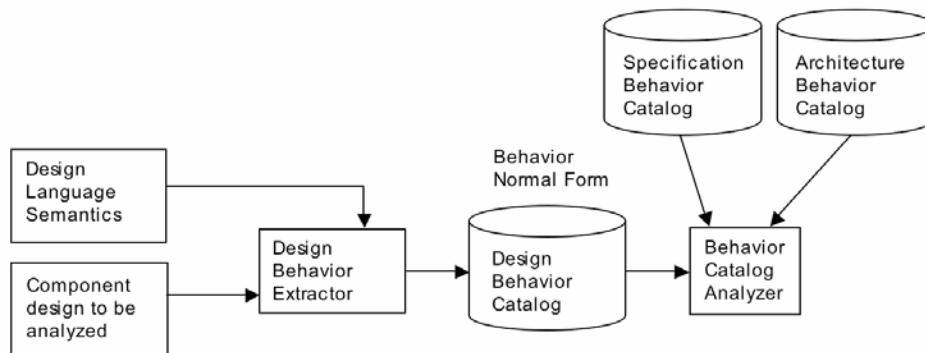 Specification
Behavior
Catalog
Architecture
Behavior
Catalog
Behavior
Normal Form
Design
Language
Semantics
Design
Behavior
Extractor
Design
Behavior
Catalog
Behavior
Catalog
Analyzer
Component
design to be
analyzed